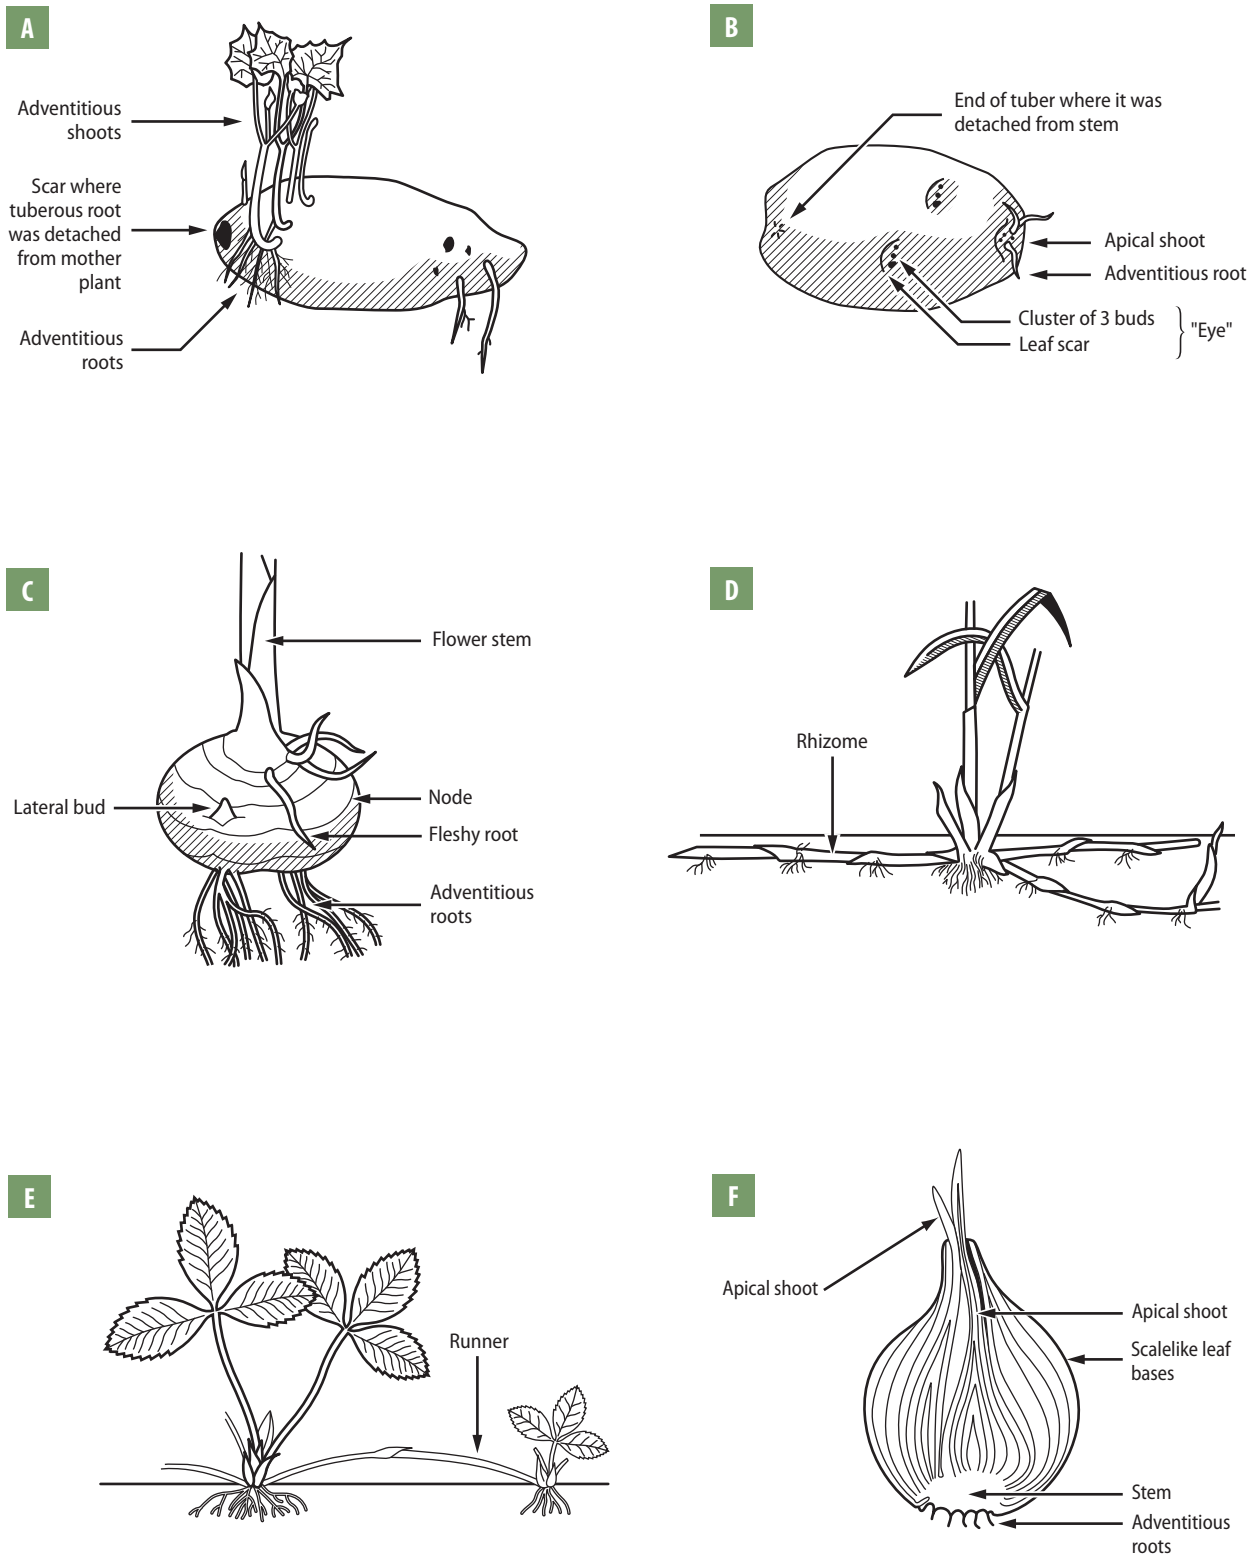 A
Adventitious
shoots
Scar where
tuberous root
was detached
from mother
plant
Adventitious
roots
B
End of tuber where it was
detached from stem
Apical shoot
Adventitious root
Cluster of 3 buds
Leaf scar
"Eye"
C
Flower stem
Lateral bud
Node
Fleshy root
Adventitious
roots
D
Rhizome
E
Runner
F
Apical shoot
Apical shoot
Scalelike leaf
bases
Stem
Adventitious
roots